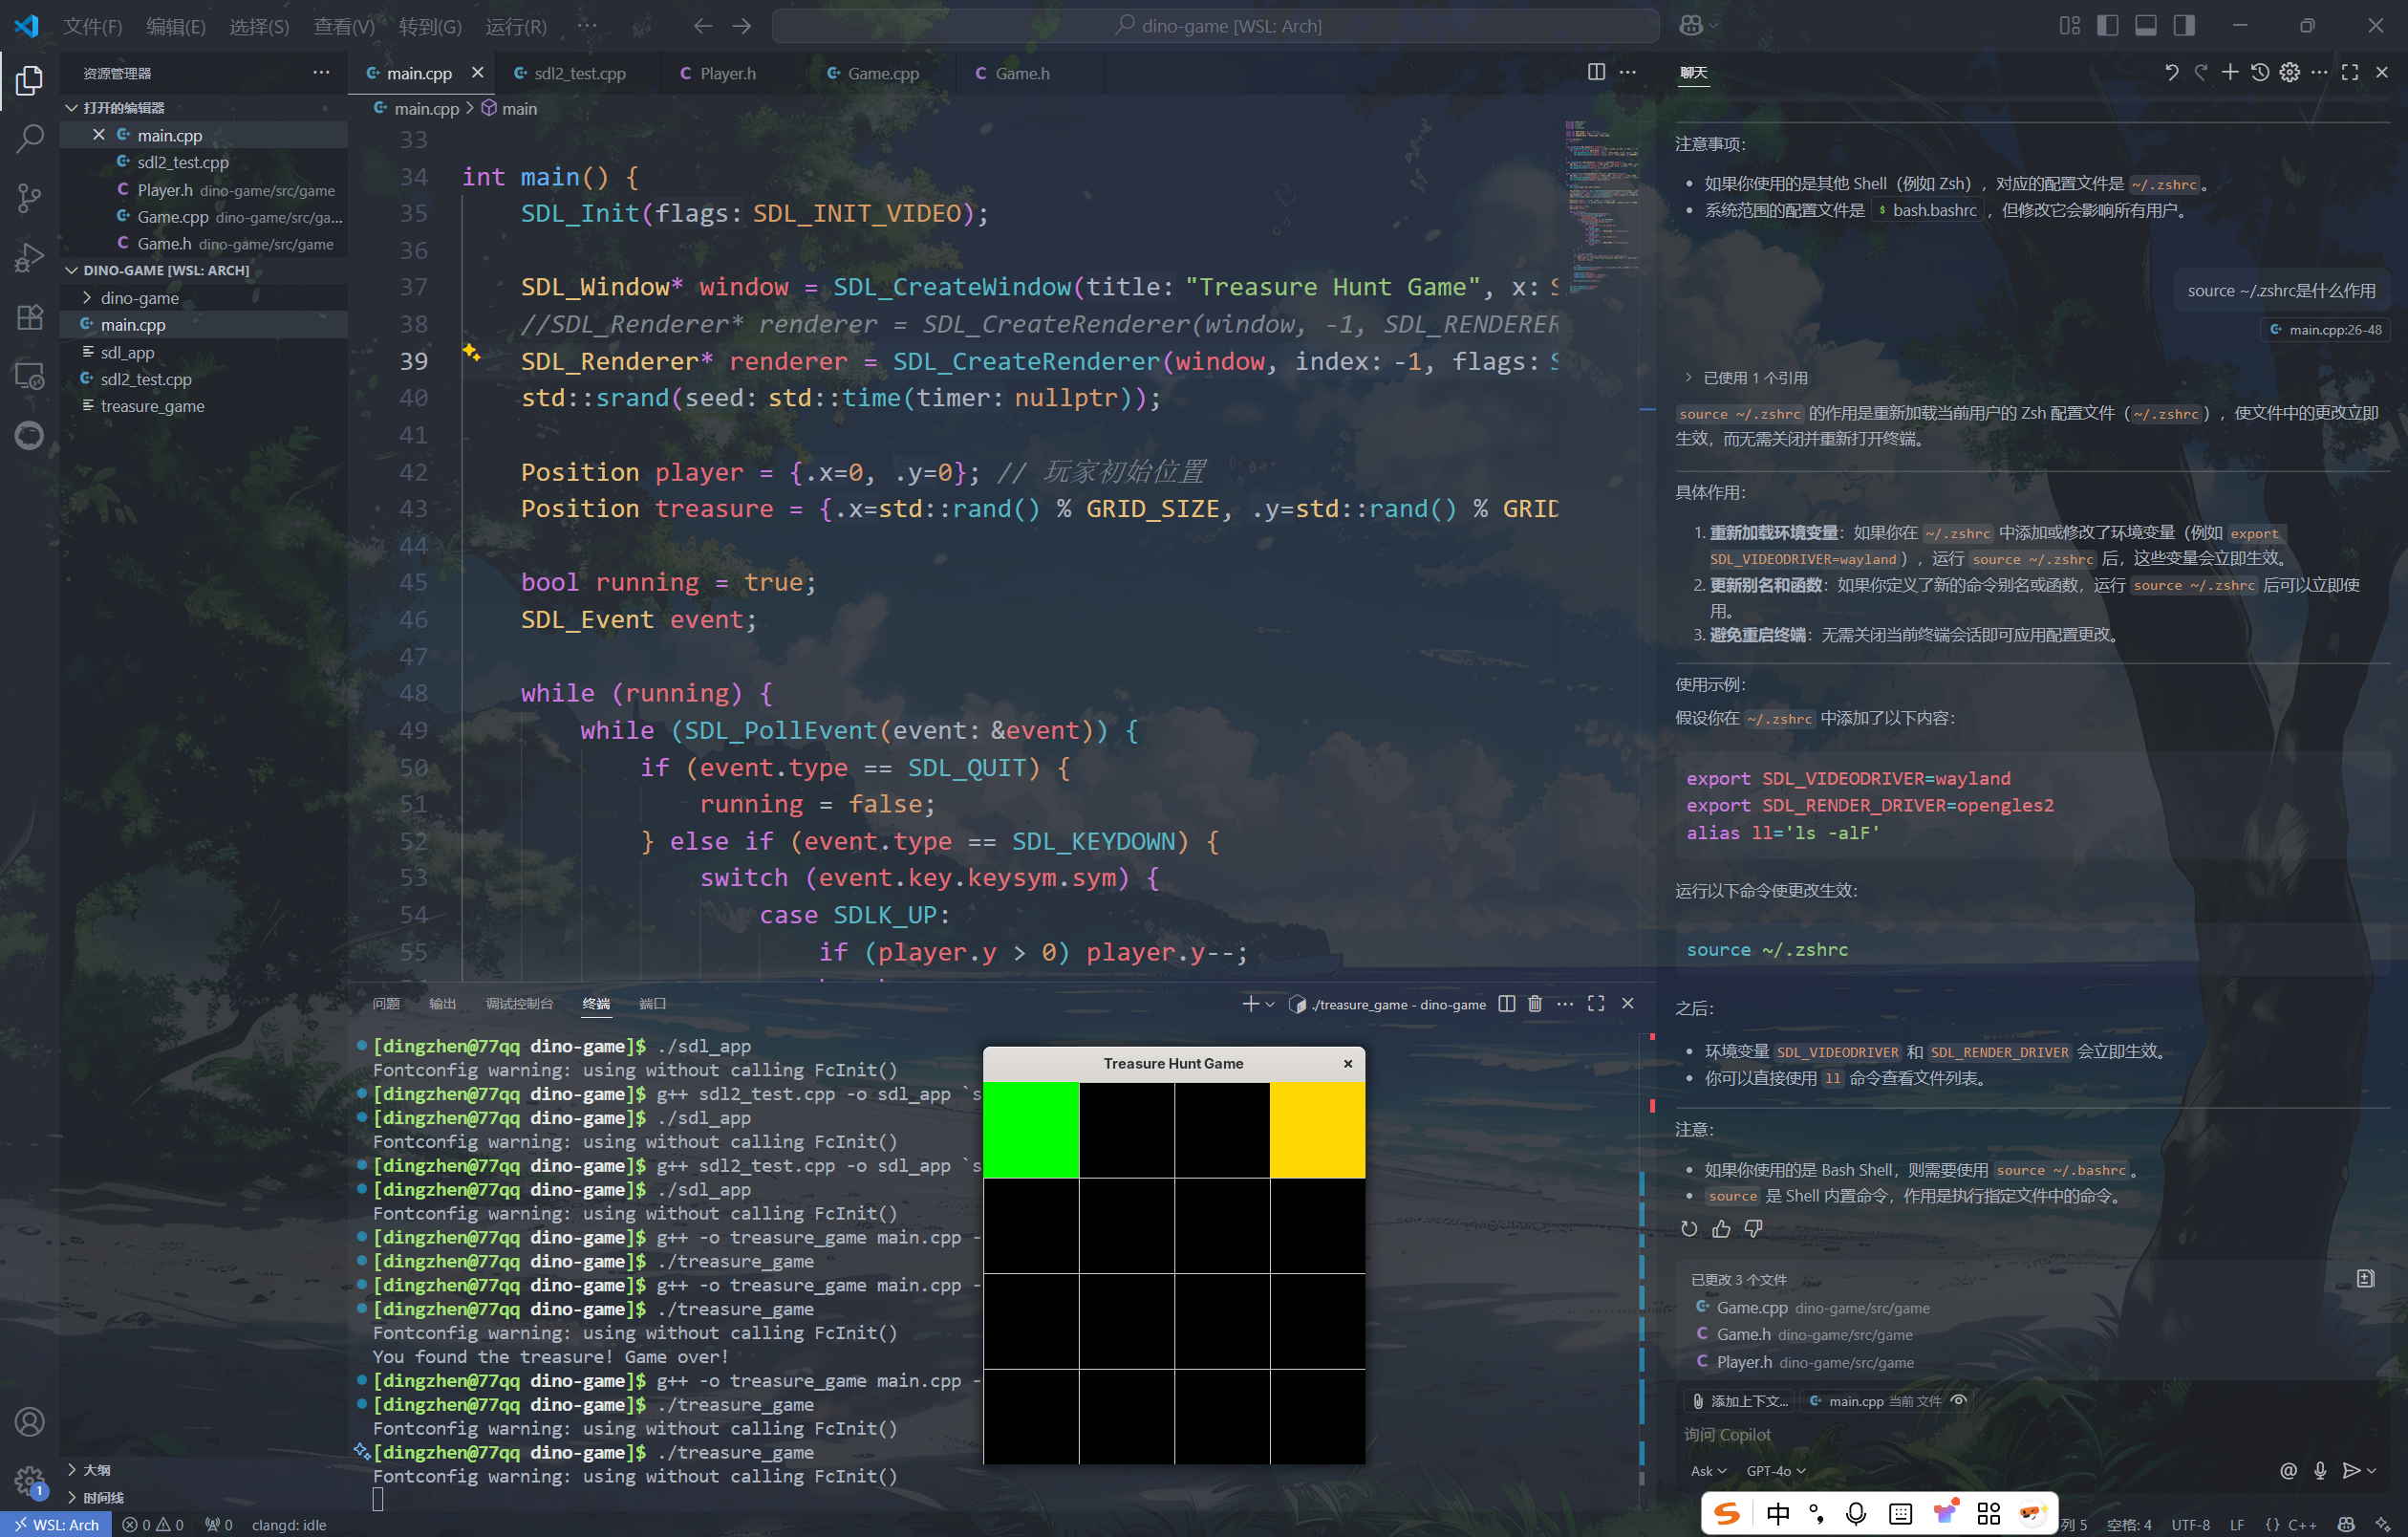 文件(F) 编辑(E) 选择(S) 查看(V) 转到(G) 运行(R) ···
dino-game [WSL: Arch]
资源管理器
打开的编辑器
main.cpp
sdl2_test.cpp
Player.h dino-game/src/game
Game.cpp dino-game/src/ga...
Game.h dino-game/src/game
DINO-GAME [WSL: ARCH]
dino-game
main.cpp
sdl_app
sdl2_test.cpp
treasure_game
大纲
时间线
main.cpp
sdl2_test.cpp
Player.h
Game.cpp
Game.h
main.cpp > main
33
34 int main() {
35 SDL_Init(flags: SDL_INIT_VIDEO);
36
37 SDL_Window* window = SDL_CreateWindow(title: "Treasure Hunt Game", x: S
38 //SDL_Renderer* renderer = SDL_CreateRenderer(window, -1, SDL_RENDERER
39 SDL_Renderer* renderer = SDL_CreateRenderer(window, index: -1, flags: S
40 std::srand(seed: std::time(timer: nullptr));
41
42 Position player = {.x=0, .y=0}; // 玩家初始位置
43 Position treasure = {.x=std::rand() % GRID_SIZE, .y=std::rand() % GRID
44
45 bool running = true;
46 SDL_Event event;
47
48 while (running) {
49 while (SDL_PollEvent(event: &event)) {
50 if (event.type == SDL_QUIT) {
51 running = false;
52 } else if (event.type == SDL_KEYDOWN) {
53 switch (event.key.keysym.sym) {
54 case SDLK_UP:
55 if (player.y > 0) player.y--;
问题 输出 调试控制台 终端 端口
./treasure_game - dino-game
[dingzhen@77qq dino-game]$ ./sdl_app
Fontconfig warning: using without calling FcInit()
[dingzhen@77qq dino-game]$ g++ sdl2_test.cpp -o sdl_app `s
[dingzhen@77qq dino-game]$ ./sdl_app
Fontconfig warning: using without calling FcInit()
[dingzhen@77qq dino-game]$ g++ sdl2_test.cpp -o sdl_app `s
[dingzhen@77qq dino-game]$ ./sdl_app
Fontconfig warning: using without calling FcInit()
[dingzhen@77qq dino-game]$ g++ -o treasure_game main.cpp -
[dingzhen@77qq dino-game]$ ./treasure_game
[dingzhen@77qq dino-game]$ g++ -o treasure_game main.cpp -
[dingzhen@77qq dino-game]$ ./treasure_game
Fontconfig warning: using without calling FcInit()
You found the treasure! Game over!
[dingzhen@77qq dino-game]$ g++ -o treasure_game main.cpp -
[dingzhen@77qq dino-game]$ ./treasure_game
Fontconfig warning: using without calling FcInit()
[dingzhen@77qq dino-game]$ ./treasure_game
Fontconfig warning: using without calling FcInit()
Treasure Hunt Game
聊天
注意事项:
• 如果你使用的是其他 Shell（例如 Zsh），对应的配置文件是 ~/.zshrc。
• 系统范围的配置文件是 $ bash.bashrc，但修改它会影响所有用户。
source ~/.zshrc是什么作用
main.cpp:26-48
已使用 1 个引用
source ~/.zshrc 的作用是重新加载当前用户的 Zsh 配置文件（~/.zshrc），使文件中的更改立即
生效，而无需关闭并重新打开终端。
具体作用:
1. 重新加载环境变量：如果你在 ~/.zshrc 中添加或修改了环境变量（例如 export
SDL_VIDEODRIVER=wayland），运行 source ~/.zshrc 后，这些变量会立即生效。
2. 更新别名和函数：如果你定义了新的命令别名或函数，运行 source ~/.zshrc 后可以立即使
用。
3. 避免重启终端：无需关闭当前终端会话即可应用配置更改。
使用示例:
假设你在 ~/.zshrc 中添加了以下内容:
export SDL_VIDEODRIVER=wayland
export SDL_RENDER_DRIVER=opengles2
alias ll='ls -alF'
运行以下命令使更改生效:
source ~/.zshrc
之后:
• 环境变量 SDL_VIDEODRIVER 和 SDL_RENDER_DRIVER 会立即生效。
• 你可以直接使用 ll 命令查看文件列表。
注意:
• 如果你使用的是 Bash Shell，则需要使用 source ~/.bashrc。
• source 是 Shell 内置命令，作用是执行指定文件中的命令。
已更改 3 个文件
Game.cpp dino-game/src/game
Game.h dino-game/src/game
Player.h dino-game/src/game
添加上下文... main.cpp 当前文件
询问 Copilot
Ask GPT-4o
中
1
WSL: Arch 0 0 0 clangd: idle
列 5 空格: 4 UTF-8 LF {} C++